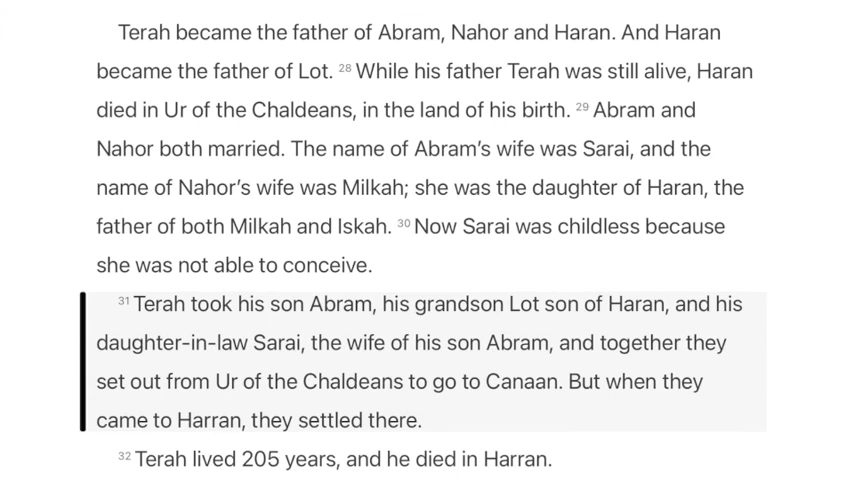 Terah became the father of Abram, Nahor and Haran. And Haran
became the father of Lot. 28 While his father Terah was still alive, Haran
died in Ur of the Chaldeans, in the land of his birth. 29 Abram and
Nahor both married. The name of Abram’s wife was Sarai, and the
name of Nahor’s wife was Milkah; she was the daughter of Haran, the
father of both Milkah and Iskah. 30 Now Sarai was childless because
she was not able to conceive.
31 Terah took his son Abram, his grandson Lot son of Haran, and his
daughter-in-law Sarai, the wife of his son Abram, and together they
set out from Ur of the Chaldeans to go to Canaan. But when they
came to Harran, they settled there.
32 Terah lived 205 years, and he died in Harran.